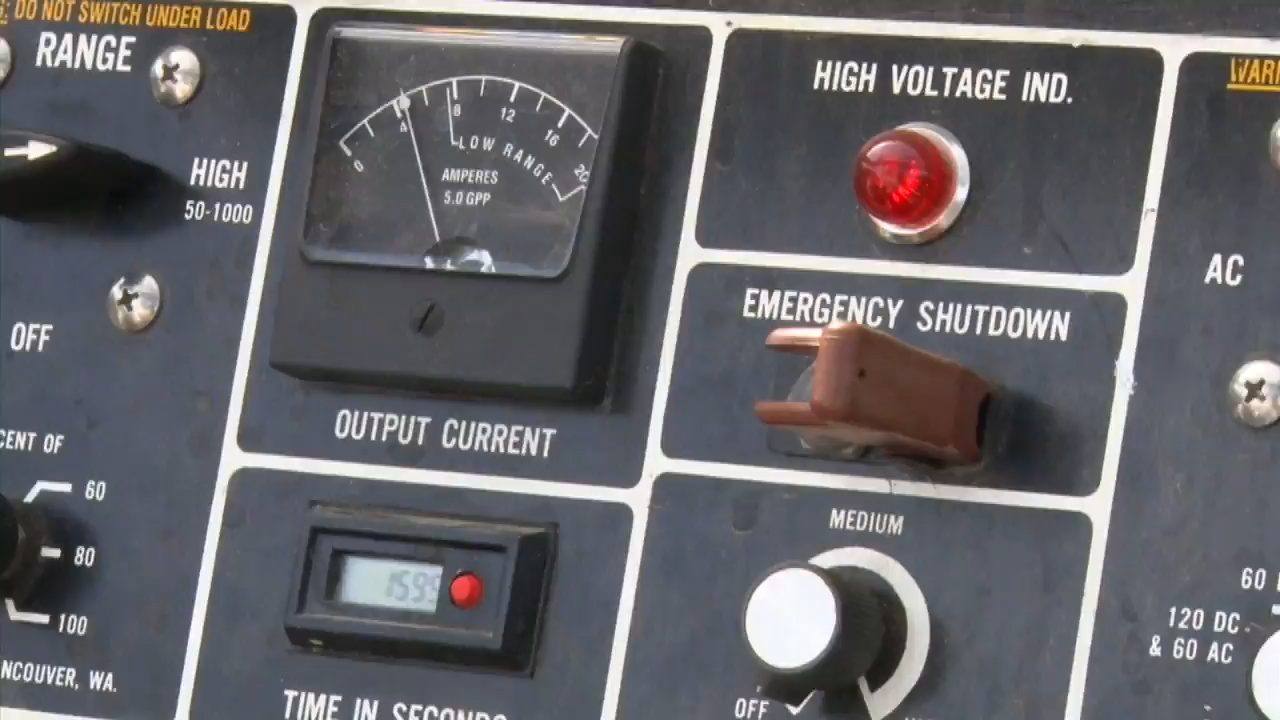 : DO NOT SWITCH UNDER LOAD
RANGE
HIGH
50-1000
OFF
CENT OF
60
80
100
NCOUVER, WA.
0
4
8
12
16
20
LOW RANGE
AMPERES
5.0 GPP
OUTPUT CURRENT
TIME IN SECONDS
HIGH VOLTAGE IND.
EMERGENCY SHUTDOWN
MEDIUM
OFF
WARN
AC
60
120 DC
& 60 AC